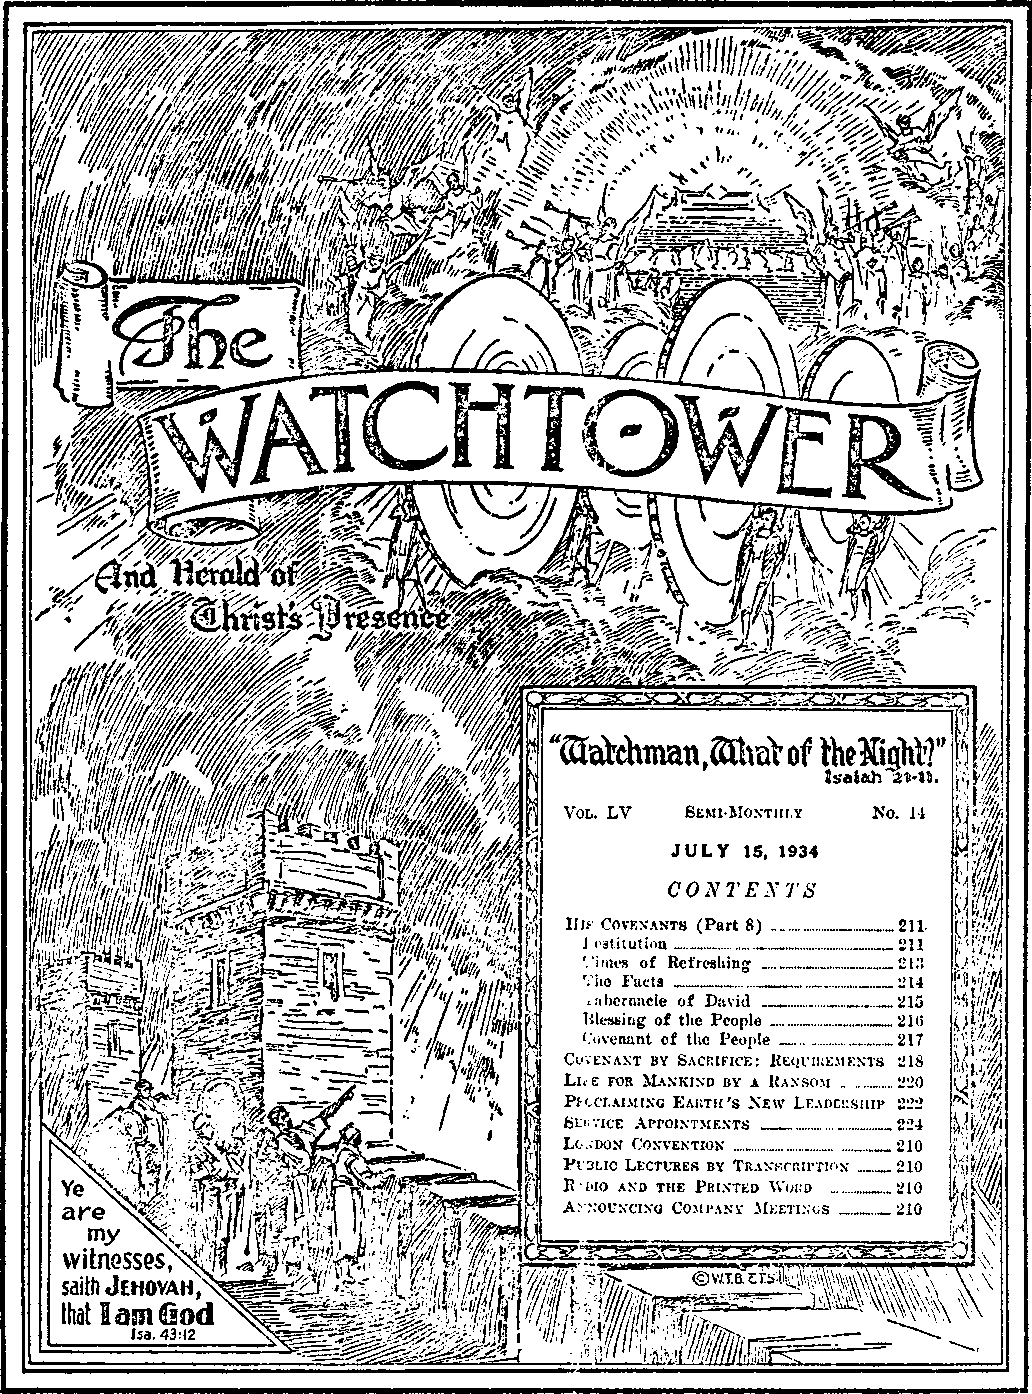 The
WATCHTOWER
And Herald of
Christ's Presence
"Watchman, What of the Night?"
Isaiah 21-11.
VOL. LV SEMI-MONTHLY No. 14
JULY 15, 1934
CONTENTS
HIS COVENANTS (Part 8) 211
Restitution 211
Times of Refreshing 213
The Facts 214
Tabernacle of David 215
Blessing of the People 216
Covenant of the People 217
COVENANT BY SACRIFICE: REQUIREMENTS 218
LIFE FOR MANKIND BY A RANSOM 220
PROCLAIMING EARTH'S NEW LEADERSHIP 222
SERVICE APPOINTMENTS 224
LONDON CONVENTION 210
PUBLIC LECTURES BY TRANSCRIPTION 210
RADIO AND THE PRINTED WORD 210
ANNOUNCING COMPANY MEETINGS 210
© W.T.B. & T.S.
Ye
are
my
witnesses,
saith JEHOVAH,
that I am God
Isa. 43:12